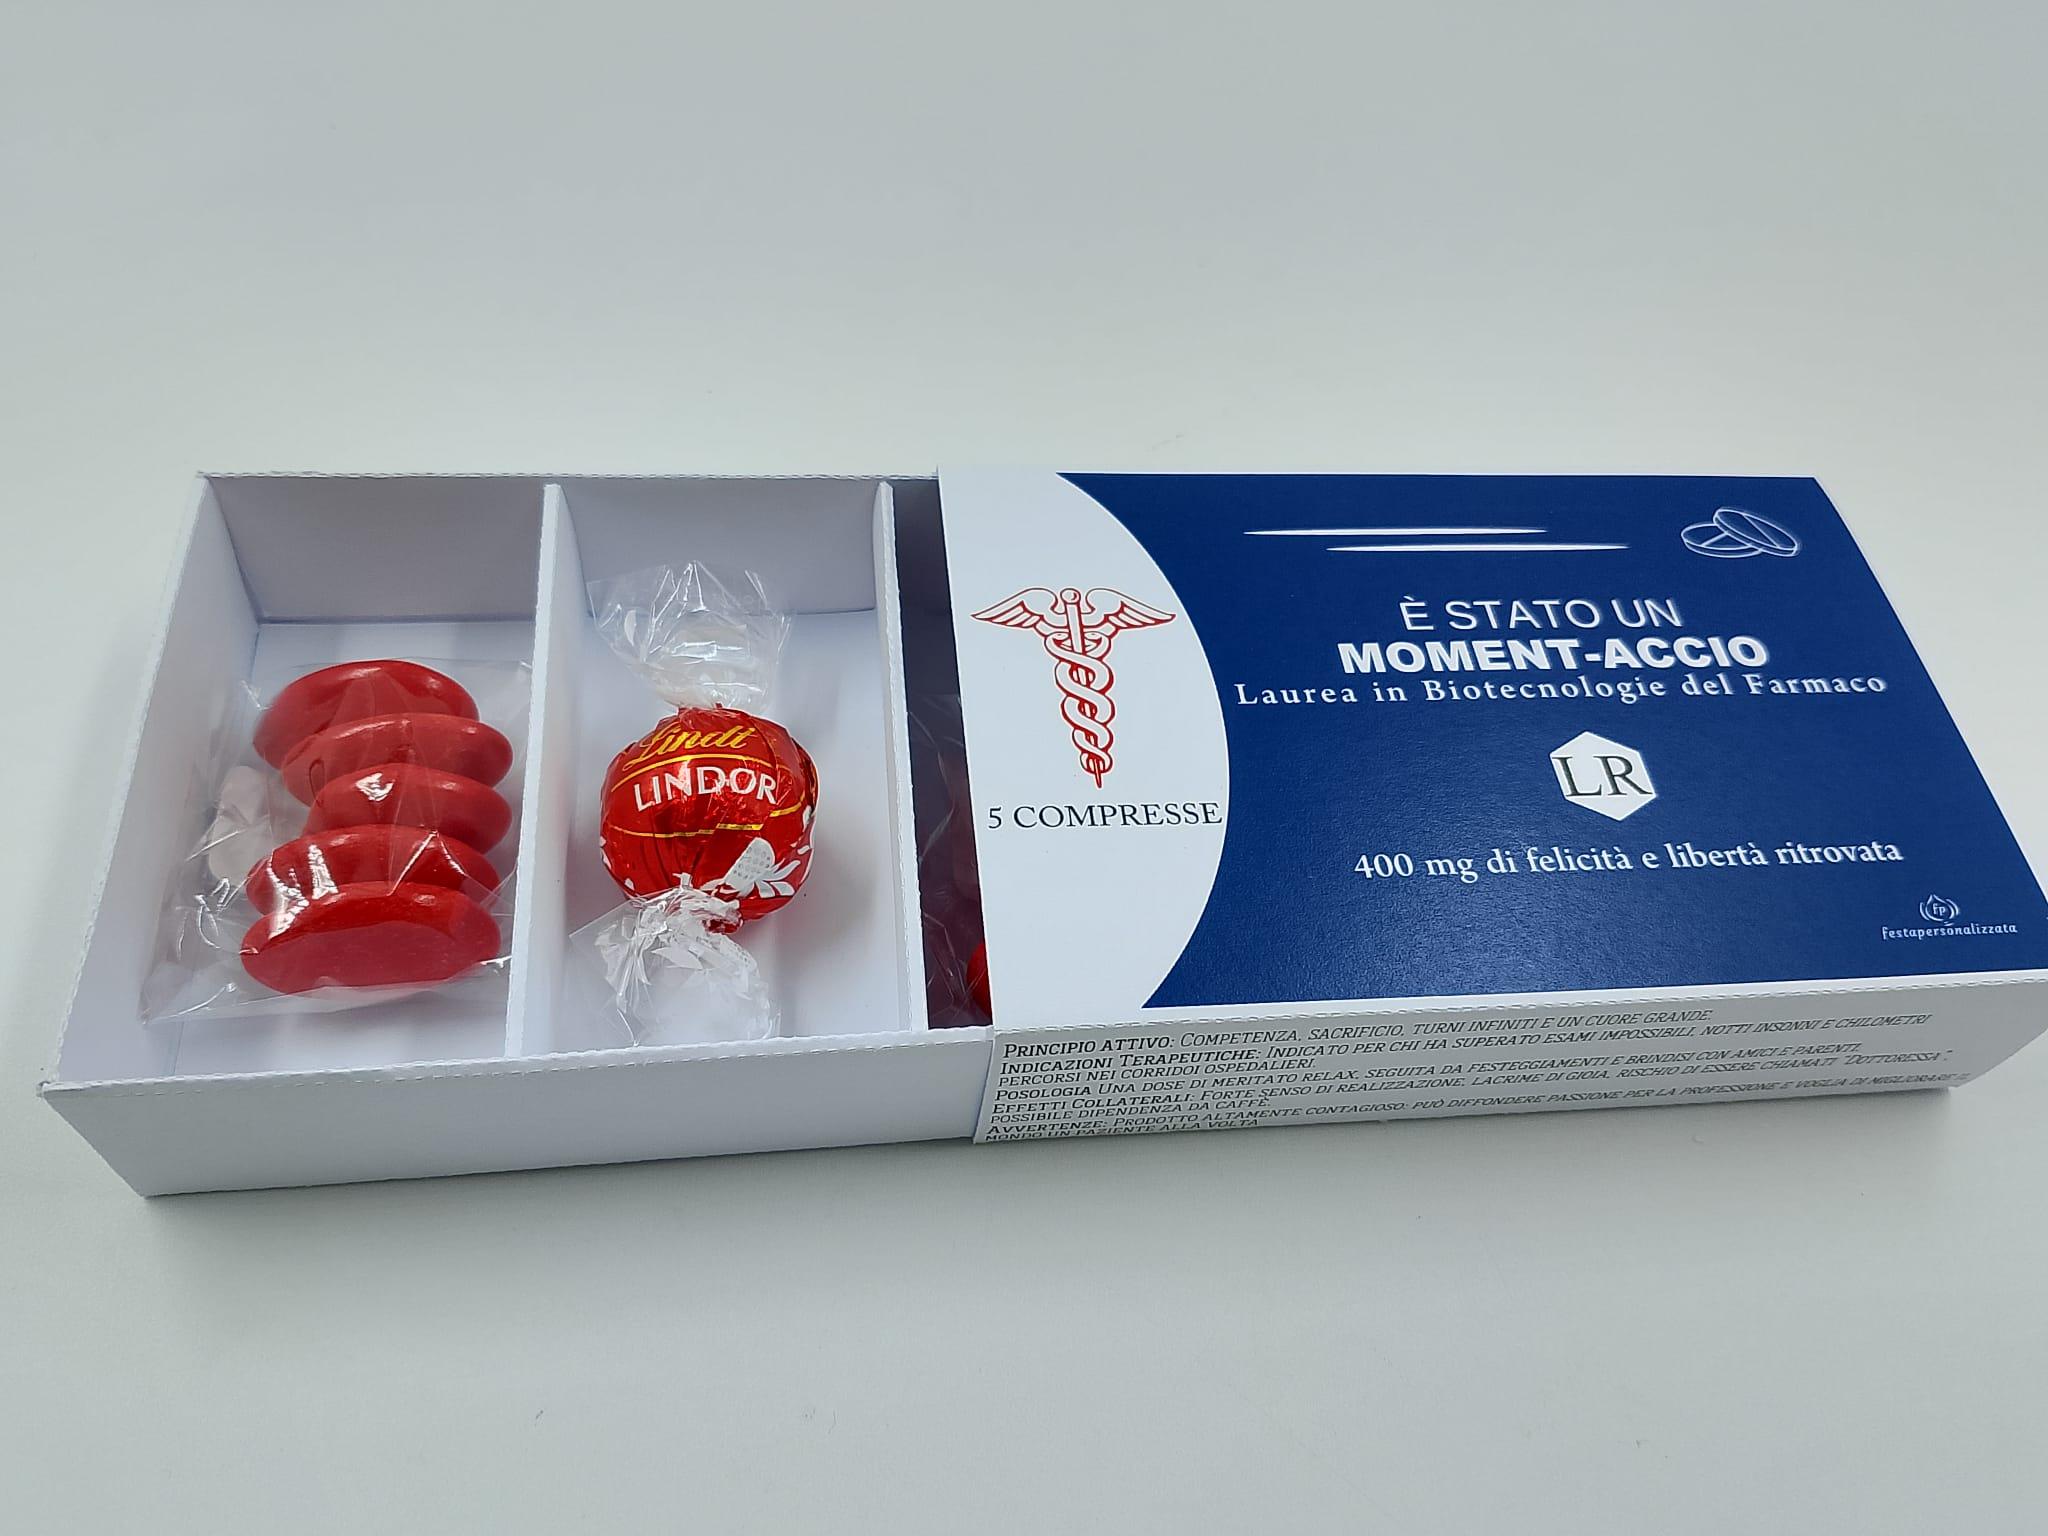 Lindt
LINDOR
5 COMPRESSE
È STATO UN
MOMENT-ACCIO
Laurea in Biotecnologie del Farmaco
LR
400 mg di felicità e libertà ritrovata
Fp
festapersonalizzata
PRINCIPIO ATTIVO: COMPETENZA, SACRIFICIO, TURNI INFINITI E UN CUORE GRANDE.
INDICAZIONI TERAPEUTICHE: INDICATO PER CHI HA SUPERATO ESAMI IMPOSSIBILI, NOTTI INSONNI E CHILOMETRI
PERCORSI NEI CORRIDOI OSPEDALIERI.
POSOLOGIA UNA DOSE DI MERITATO RELAX, SEGUITA DA FESTEGGIAMENTI E BRINDISI CON AMICI E PARENTI.
EFFETTI COLLATERALI: FORTE SENSO DI REALIZZAZIONE, LACRIME DI GIOIA, RISCHIO DI ESSERE CHIAMATI "DOTTORESSA",
POSSIBILE DIPENDENZA DA CAFFÈ.
AVVERTENZE: PRODOTTO ALTAMENTE CONTAGIOSO: PUÒ DIFFONDERE PASSIONE PER LA PROFESSIONE E VOGLIA DI MIGLIORARE IL
MONDO UN PAZIENTE ALLA VOLTA